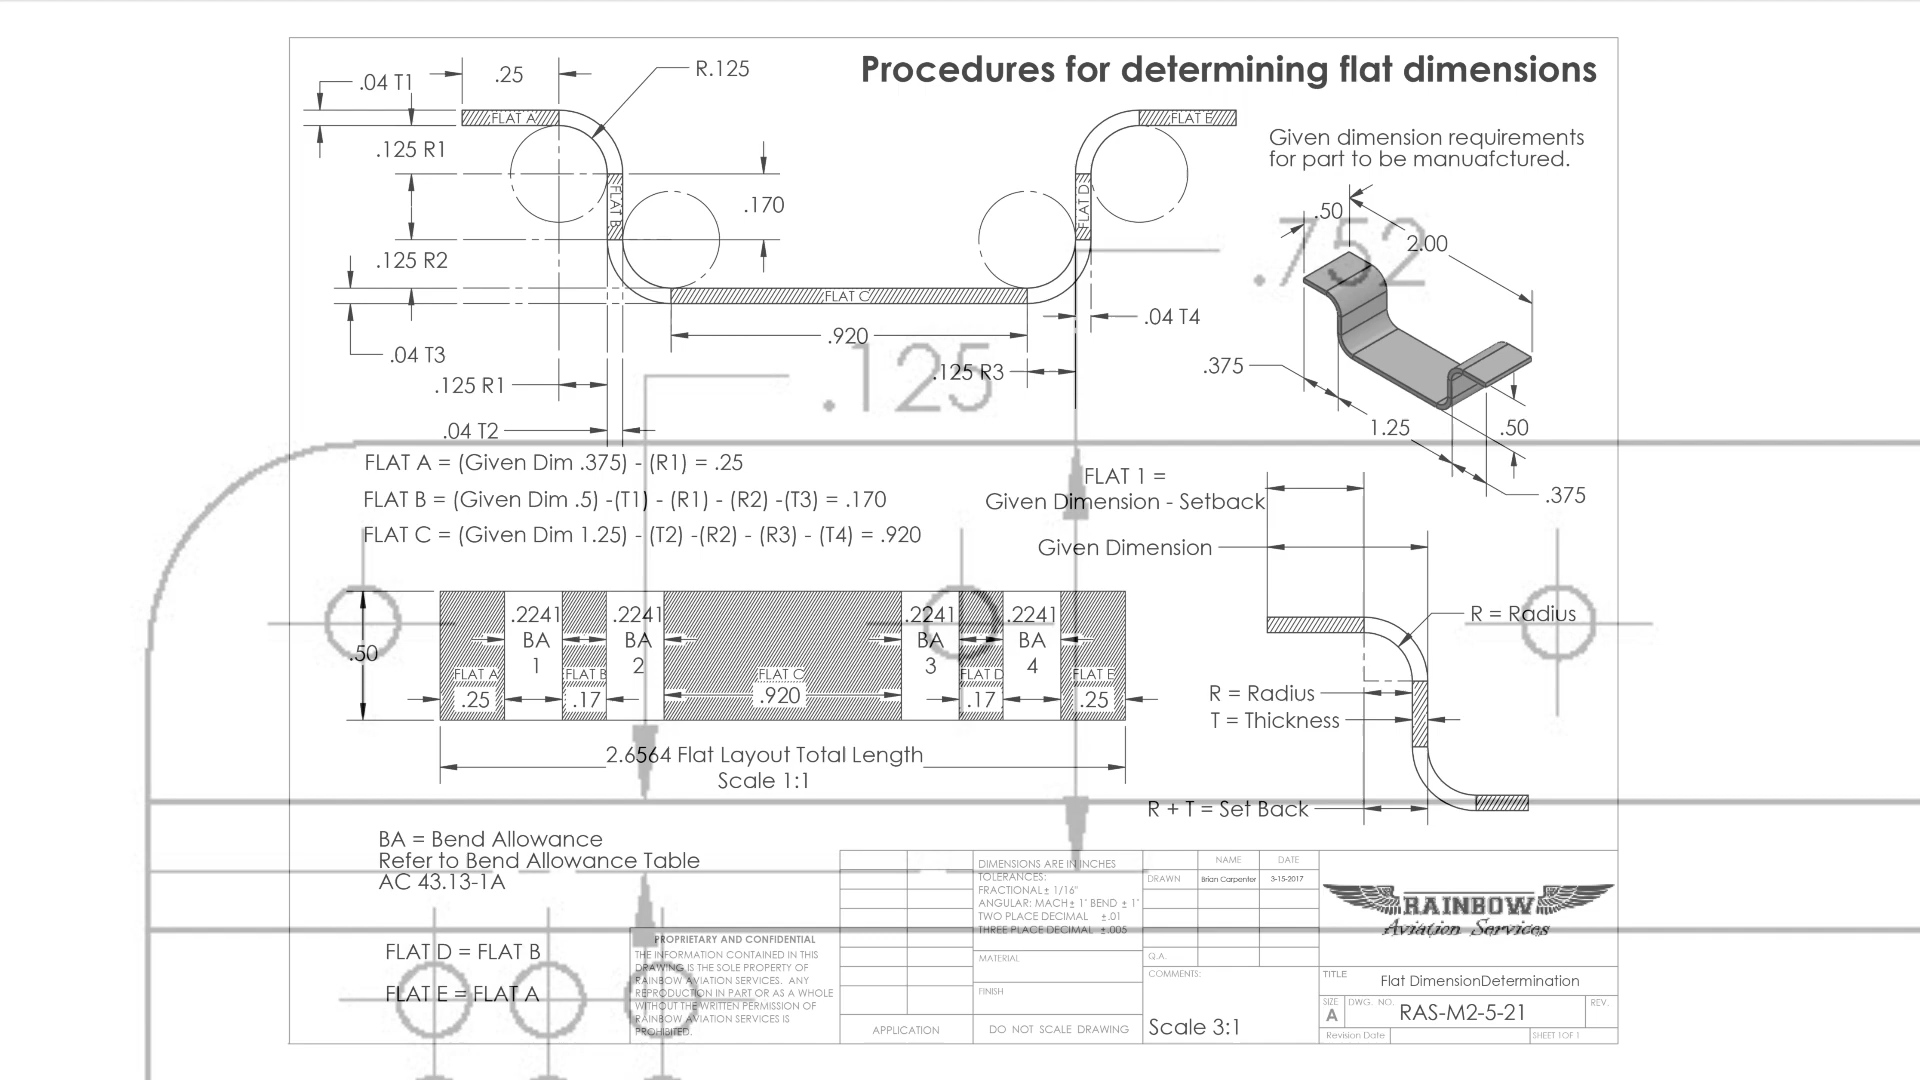 Procedures for determining flat dimensions
.04 T1
.25
R.125
FLAT A
FLAT E
.125 R1
Given dimension requirements
for part to be manuafctured.
FLAT B
.170
FLAT D
.50
2.00
.752
.125 R2
FLAT C
.04 T4
.920
.04 T3
.125 R3
.125
.125 R1
.375
1.25
.50
.04 T2
.375
FLAT A = (Given Dim .375) - (R1) = .25
FLAT B = (Given Dim .5) -(T1) - (R1) - (R2) -(T3) = .170
FLAT C = (Given Dim 1.25) - (T2) -(R2) - (R3) - (T4) = .920
FLAT 1 =
Given Dimension - Setback
Given Dimension
R = Radius
R = Radius
T = Thickness
R + T = Set Back
.50
.2241
BA
1
.2241
BA
2
.2241
BA
3
.2241
BA
4
FLAT A
FLAT B
FLAT C
FLAT D
FLAT E
.25
.17
.920
.17
.25
2.6564 Flat Layout Total Length
Scale 1:1
BA = Bend Allowance
Refer to Bend Allowance Table
AC 43.13-1A
FLAT D = FLAT B
FLAT E = FLAT A
PROPRIETARY AND CONFIDENTIAL
THE INFORMATION CONTAINED IN THIS
DRAWING IS THE SOLE PROPERTY OF
RAINBOW AVIATION SERVICES. ANY
REPRODUCTION IN PART OR AS A WHOLE
WITHOUT THE WRITTEN PERMISSION OF
RAINBOW AVIATION SERVICES IS
PROHIBITED.
APPLICATION
DIMENSIONS ARE IN INCHES
TOLERANCES:
FRACTIONAL± 1/16"
ANGULAR: MACH± 1° BEND ± 1°
TWO PLACE DECIMAL ±.01
THREE PLACE DECIMAL ±.005
MATERIAL
FINISH
DO NOT SCALE DRAWING
NAME
DATE
DRAWN
Brian Carpenter
3-15-2017
Q.A.
COMMENTS:
Scale 3:1
RAINBOW
Aviation Services
TITLE
Flat DimensionDetermination
SIZE
A
DWG. NO.
RAS-M2-5-21
REV.
Revision Date
SHEET 1OF 1